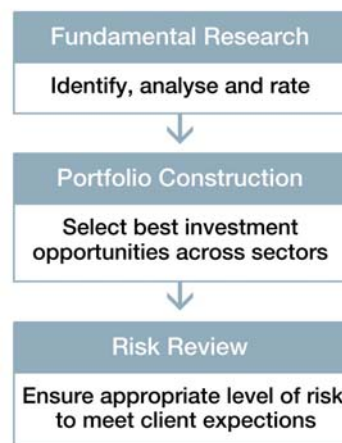 Fundamental Research
Identify, analyse and rate
Portfolio Construction
Select best investment
opportunities across sectors
Risk Review
Ensure appropriate level of risk
to meet client expections